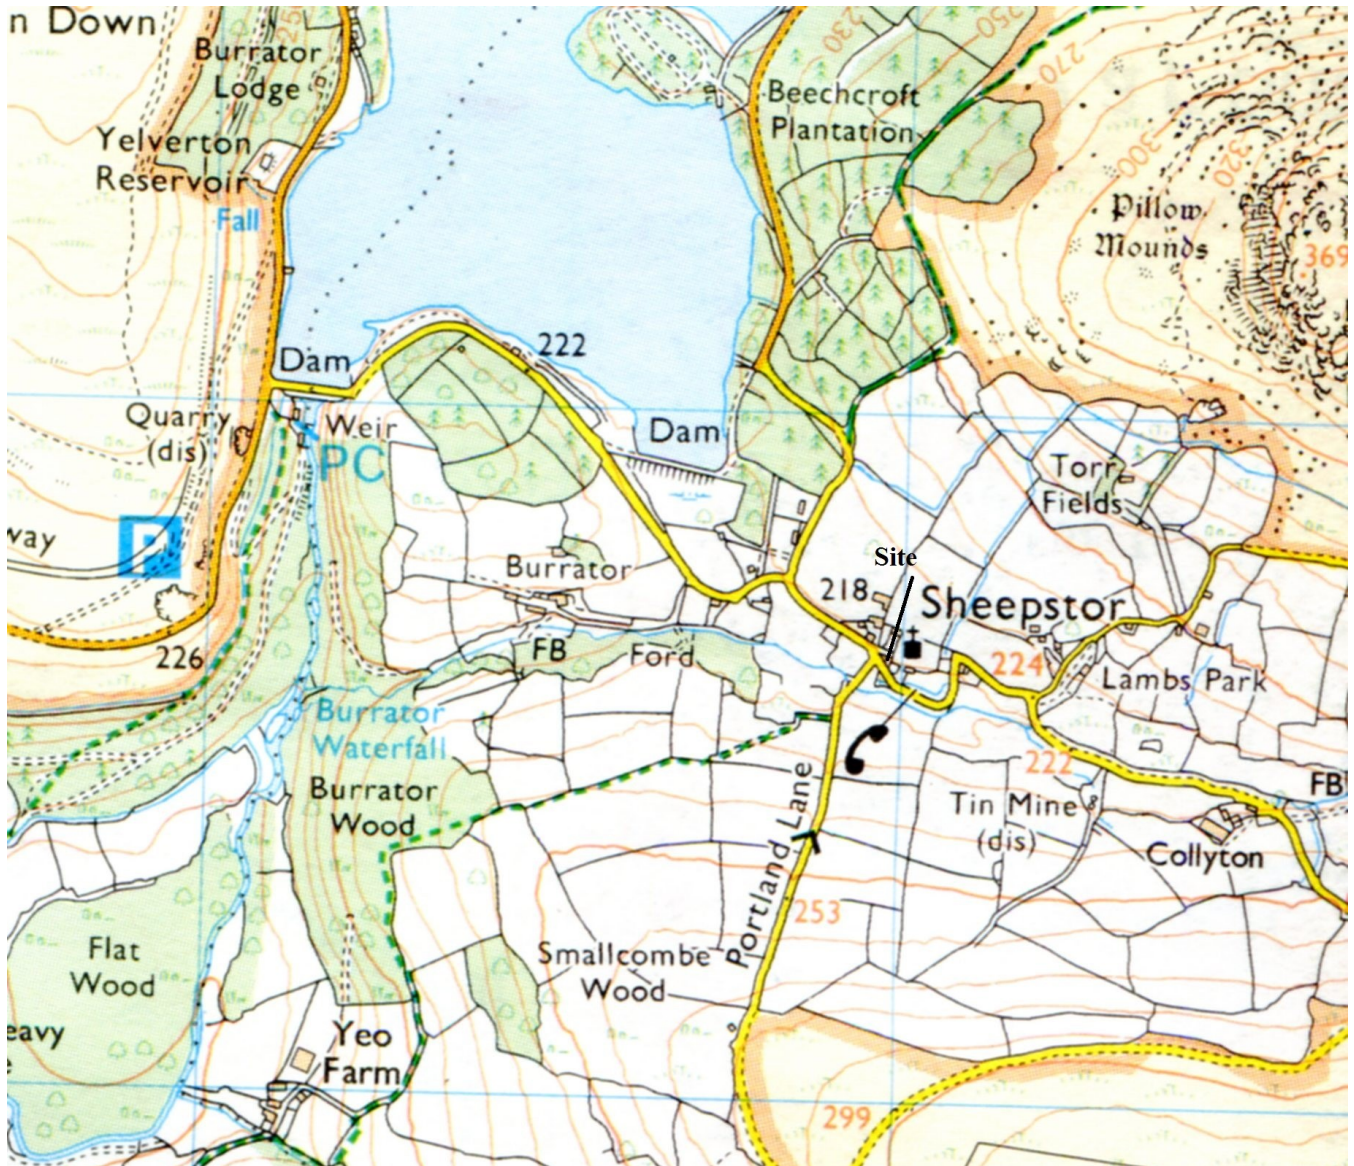 n Down
250
Burrator
Lodge
Yelverton
Reservoir
Fall
230
250
270
Beechcroft
Plantation
300
320
Pillow
Mounds
369
222
Dam
Quarry
(dis)
Weir
PC
Dam
Torr
Fields
way
P
Burrator
Site
218
Sheepstor
226
FB
Ford
224
Lambs Park
Burrator
Waterfall
222
Burrator
Wood
Portland Lane
Tin Mine
(dis)
FB
Collyton
253
Flat
Wood
Smallcombe
Wood
eavy
Yeo
Farm
299